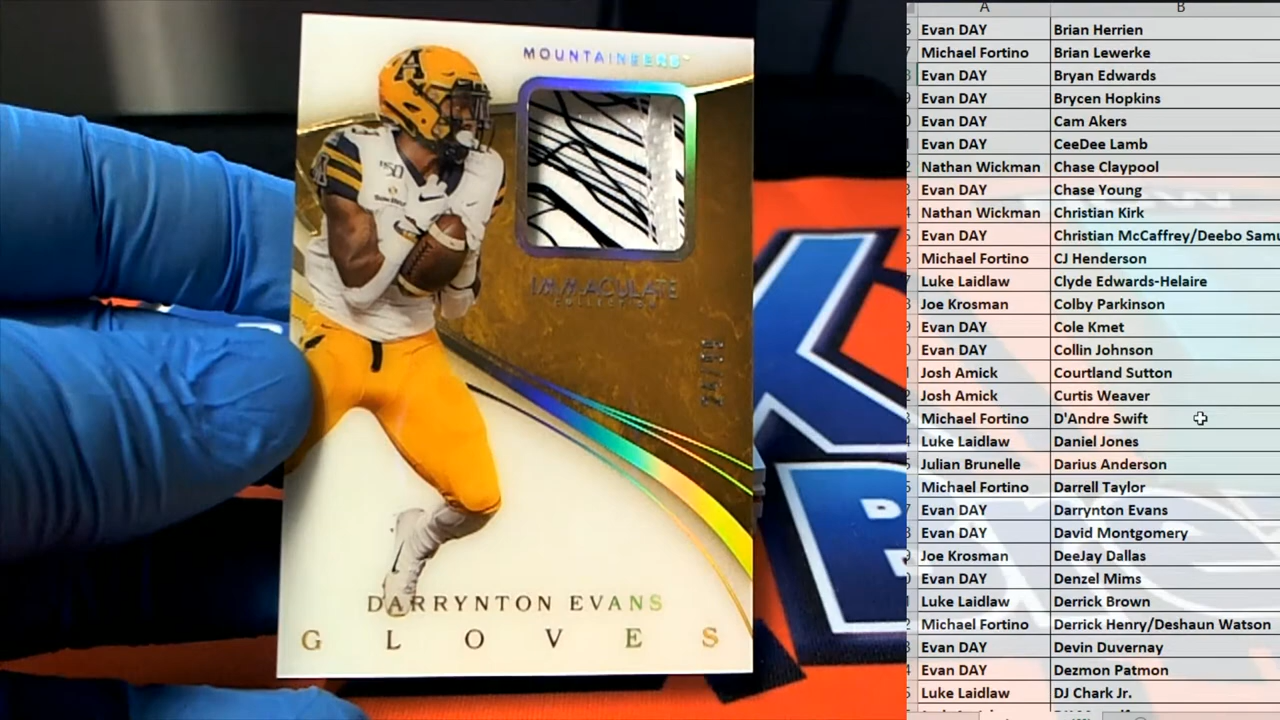 MOUNTAINEERS
A
150
IMMACULATE
COLLECTION
DARRYNTON EVANS
GLOVES
A B
Evan DAY Brian Herrien
Michael Fortino Brian Lewerke
Evan DAY Bryan Edwards
Evan DAY Brycen Hopkins
Evan DAY Cam Akers
Evan DAY CeeDee Lamb
Nathan Wickman Chase Claypool
Evan DAY Chase Young
Nathan Wickman Christian Kirk
Evan DAY Christian McCaffrey/Deebo Samu
Michael Fortino CJ Henderson
Luke Laidlaw Clyde Edwards-Helaire
Joe Krosman Colby Parkinson
Evan DAY Cole Kmet
Evan DAY Collin Johnson
Josh Amick Courtland Sutton
Josh Amick Curtis Weaver
Michael Fortino D'Andre Swift
Luke Laidlaw Daniel Jones
Julian Brunelle Darius Anderson
Michael Fortino Darrell Taylor
Evan DAY Darrynton Evans
Evan DAY David Montgomery
Joe Krosman DeeJay Dallas
Evan DAY Denzel Mims
Luke Laidlaw Derrick Brown
Michael Fortino Derrick Henry/Deshaun Watson
Evan DAY Devin Duvernay
Evan DAY Dezmon Patmon
Luke Laidlaw DJ Chark Jr.